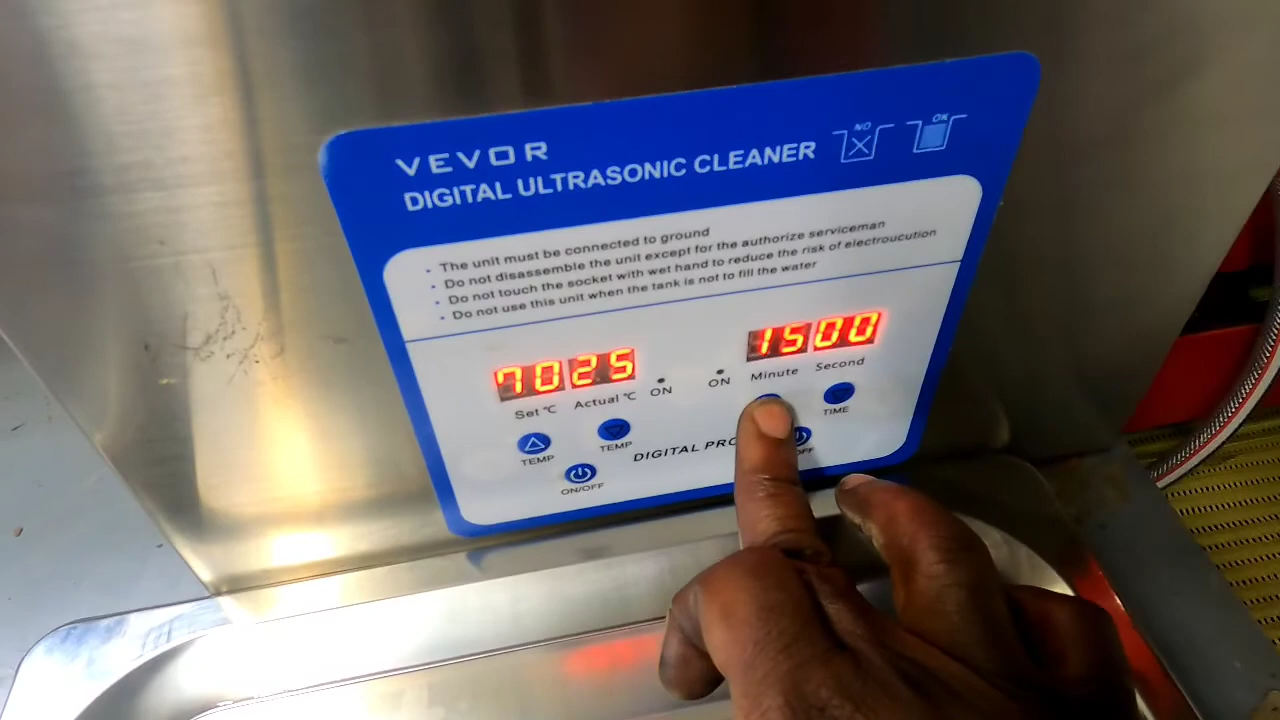 VEVOR
DIGITAL ULTRASONIC CLEANER
NO
OK
• The unit must be connected to ground
• Do not disassemble the unit except for the authorize serviceman
• Do not touch the socket with wet hand to reduce the risk of electroucution
• Do not use this unit when the tank is not to fill the water
7025
1500
Set °C
Actual °C
ON
ON
Minute
Second
TEMP
TEMP
TIME
ON/OFF
DIGITAL PRO
OFF